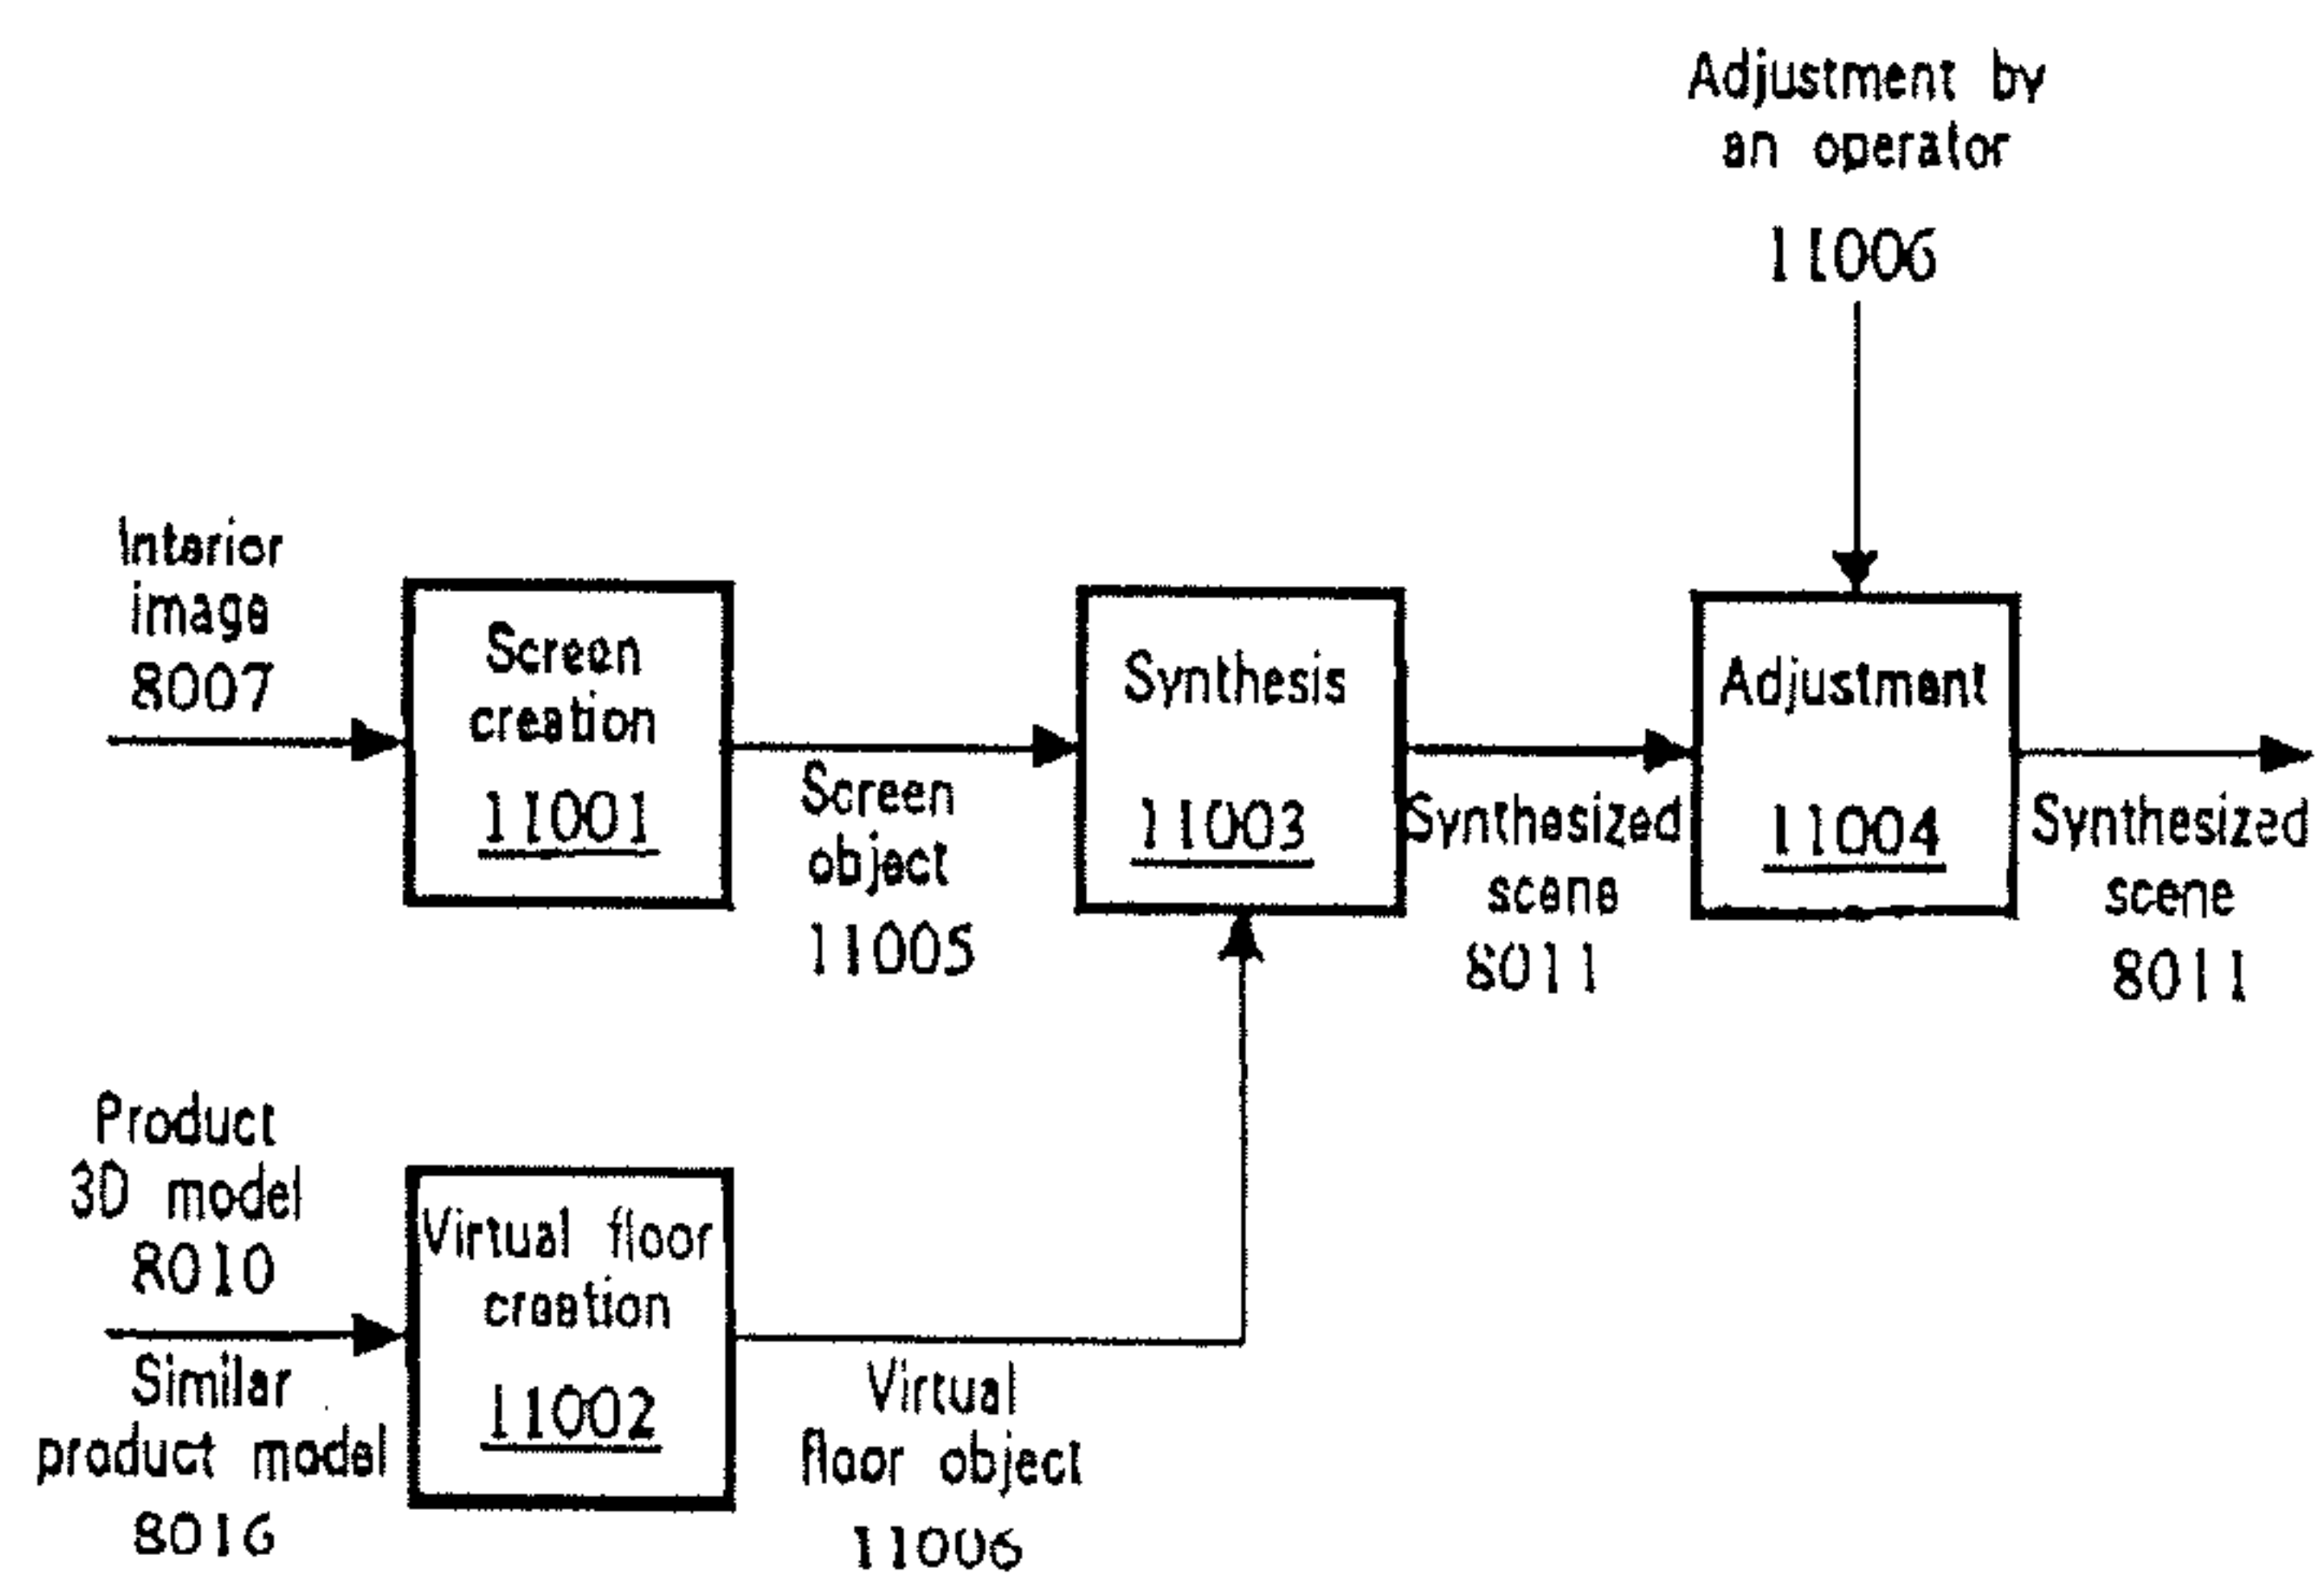 Adjustment by
an operator
11006
Interior
image
8007
Screen
creation
11001
Screen
object
11005
Synthesis
11003
Synthesized
scene
8011
Adjustment
11004
Synthesized
scene
8011
Product
3D model
8010
Similar
product model
8016
Virtual floor
creation
11002
Virtual
floor object
11006